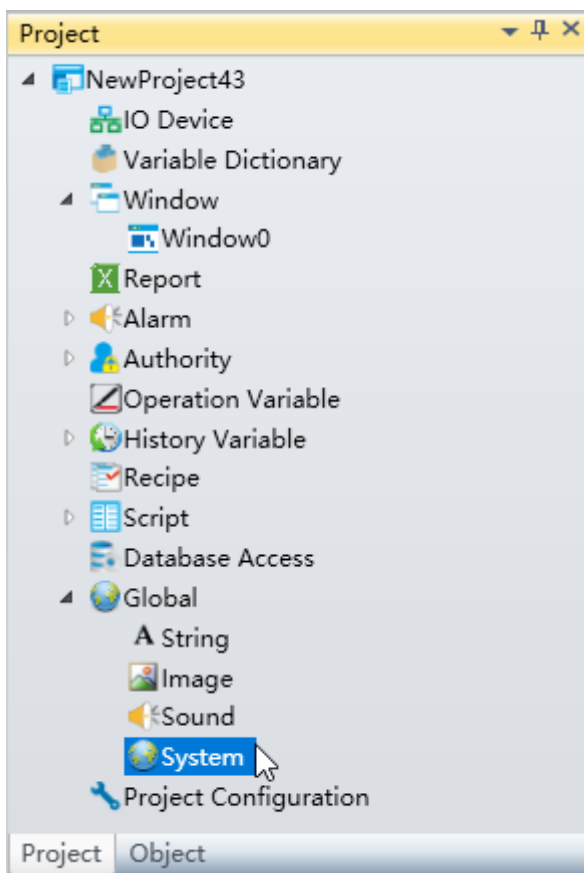 Project
NewProject43
IO Device
Variable Dictionary
Window
Window0
Report
Alarm
Authority
Operation Variable
History Variable
Recipe
Script
Database Access
Global
A String
Image
Sound
System
Project Configuration
Project Object